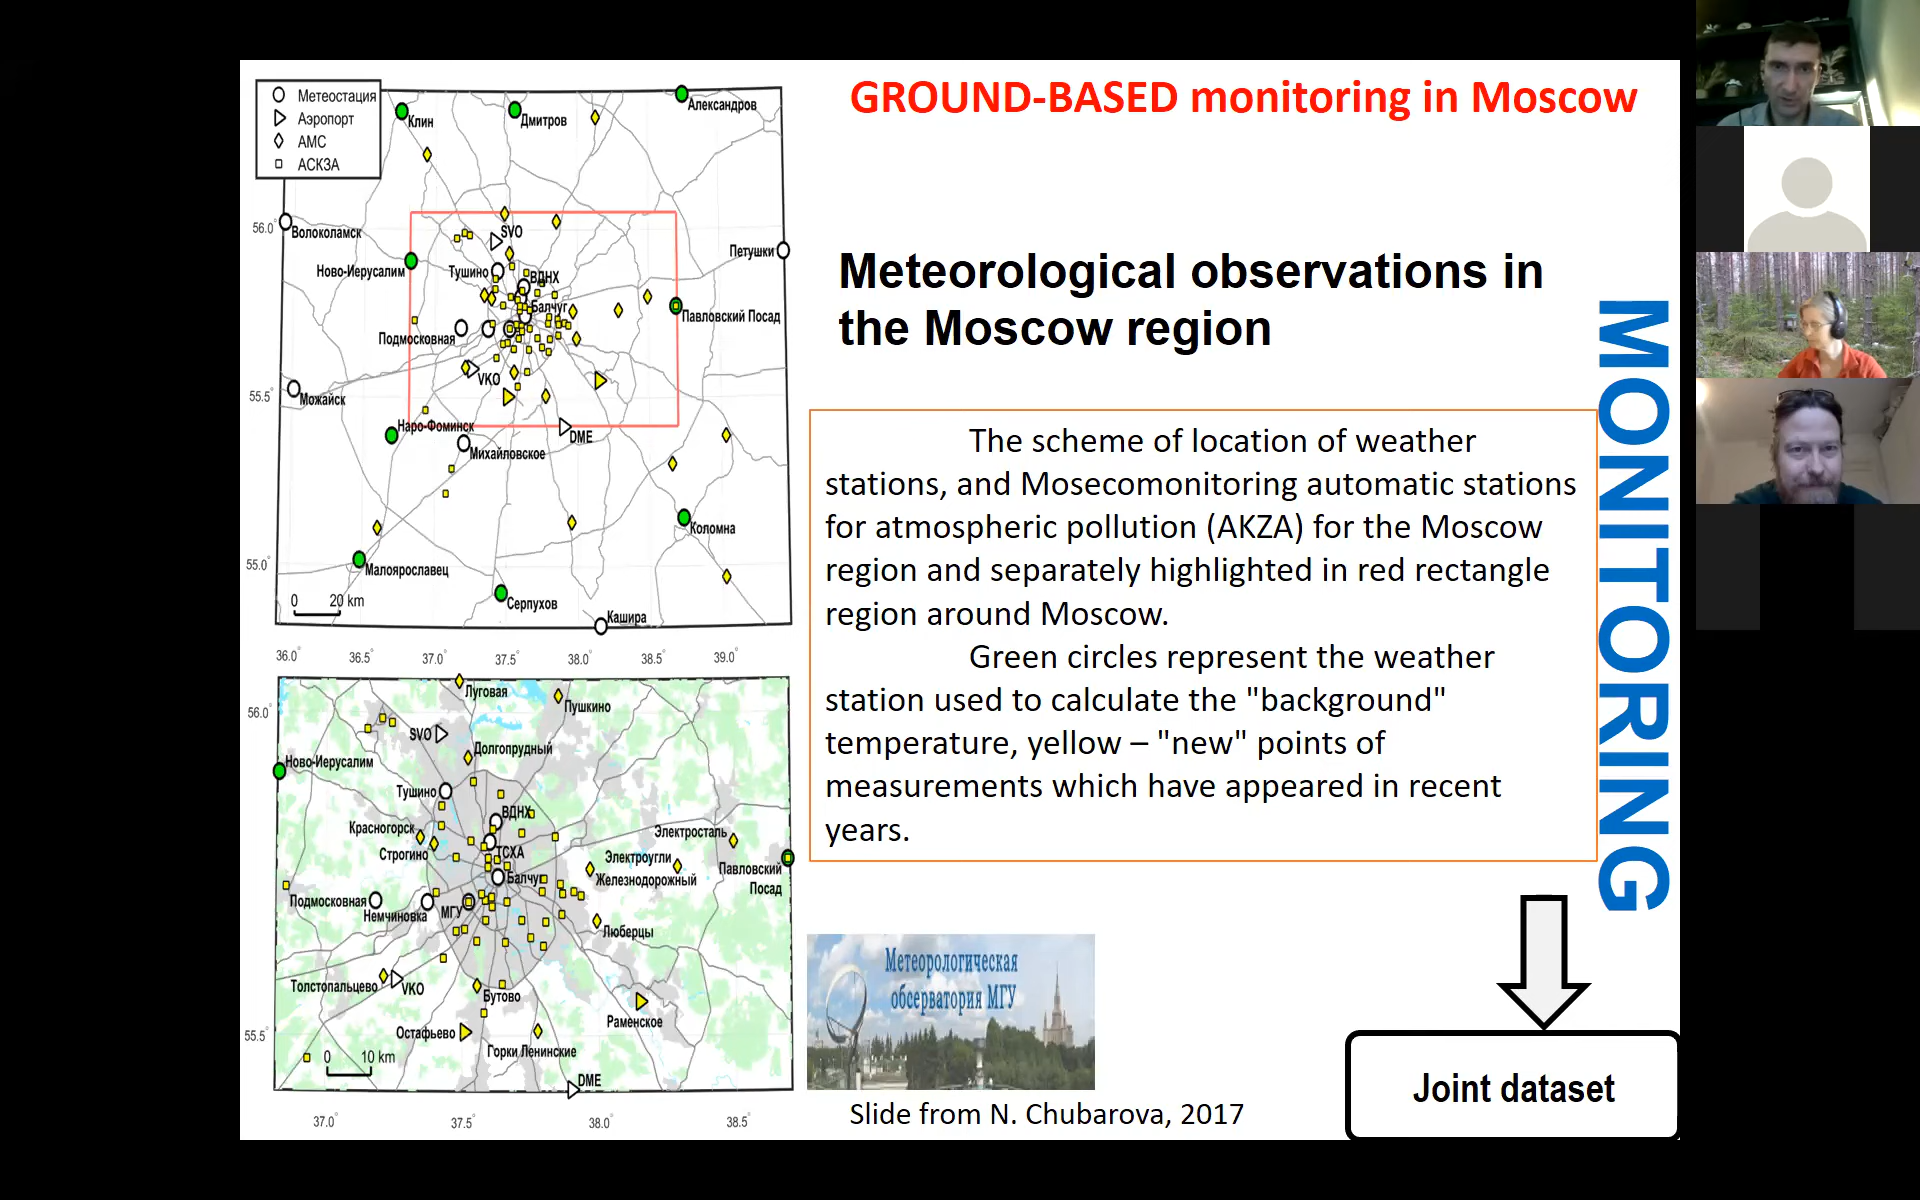 GROUND-BASED monitoring in Moscow
Meteorological observations in
the Moscow region
The scheme of location of weather
stations, and Mosecomonitoring automatic stations
for atmospheric pollution (AKZA) for the Moscow
region and separately highlighted in red rectangle
region around Moscow.
Green circles represent the weather
station used to calculate the "background"
temperature, yellow – "new" points of
measurements which have appeared in recent
years.
MONITORING
Joint dataset
Метеорологическая
обсерватория МГУ
Slide from N. Chubarova, 2017
Метеостация
Аэропорт
АМС
АСКЗА
Клин
Дмитров
Александров
56.0°
Волоколамск
SVO
Петушки
Ново-Иерусалим
Тушино
ВДНХ
Балчуг
Павловский Посад
Подмосковная
VKO
55.5°
Можайск
Наро-Фоминск
DME
Михайловское
Коломна
55.0°
Малоярославец
0 20 km
Серпухов
Кашира
36.0° 36.5° 37.0° 37.5° 38.0° 38.5° 39.0°
Луговая
Пушкино
56.0°
SVO
Долгопрудный
Ново-Иерусалим
Тушино
ВДНХ
Красногорск
Электросталь
Строгино
ТСХА
Электроугли
Павловский
Посад
Балчуг
Железнодорожный
Подмосковная
Немчиновка
МГУ
Люберцы
Толстопальцево
VKO
Бутово
Раменское
55.5°
Остафьево
Горки Ленинские
0 10 km
DME
37.0° 37.5° 38.0° 38.5°